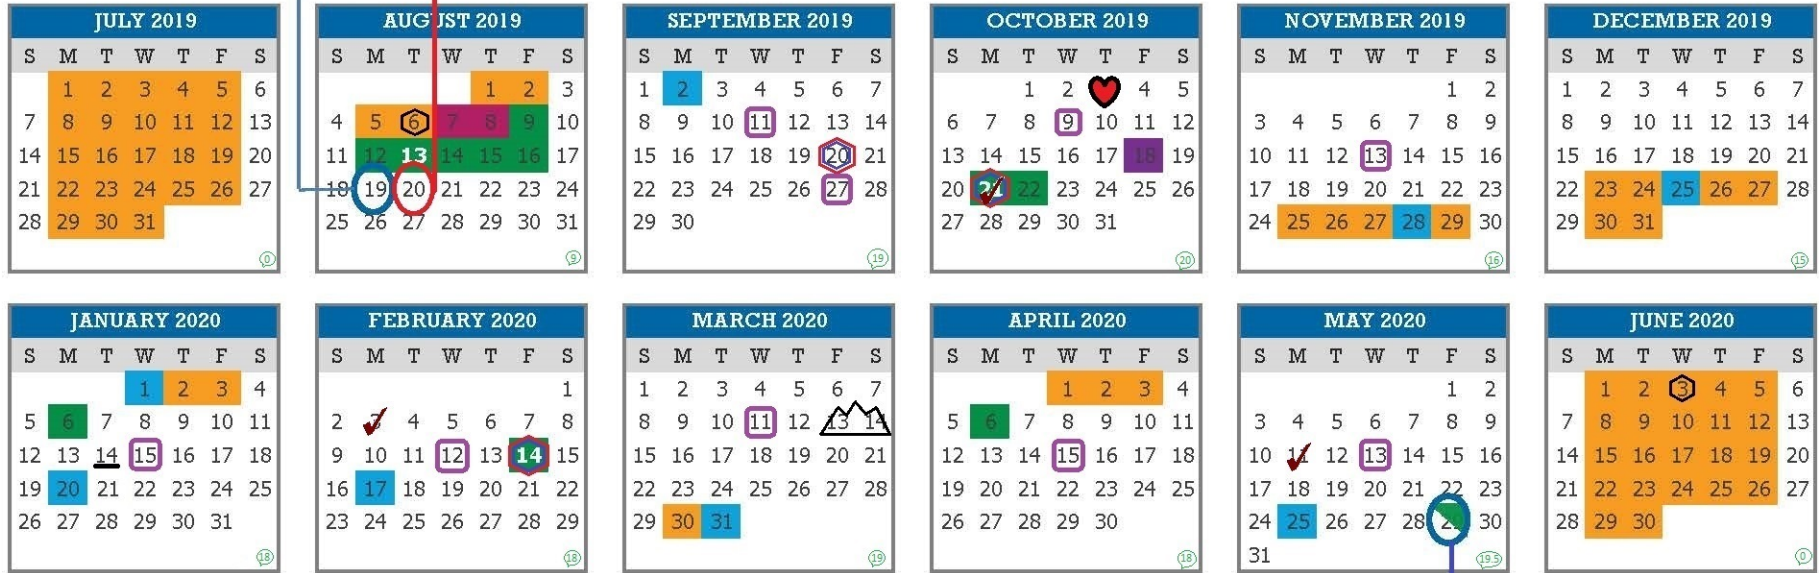 JULY 2019
S M T W T F S
1 2 3 4 5 6
7 8 9 10 11 12 13
14 15 16 17 18 19 20
21 22 23 24 25 26 27
28 29 30 31
0
AUGUST 2019
S M T W T F S
1 2 3
4 5 6 7 8 9 10
11 12 13 14 15 16 17
18 19 20 21 22 23 24
25 26 27 28 29 30 31
9
SEPTEMBER 2019
S M T W T F S
1 2 3 4 5 6 7
8 9 10 11 12 13 14
15 16 17 18 19 20 21
22 23 24 25 26 27 28
29 30
19
OCTOBER 2019
S M T W T F S
1 2 4 5
6 7 8 9 10 11 12
13 14 15 16 17 18 19
20 21 22 23 24 25 26
27 28 29 30 31
20
NOVEMBER 2019
S M T W T F S
1 2
3 4 5 6 7 8 9
10 11 12 13 14 15 16
17 18 19 20 21 22 23
24 25 26 27 28 29 30
16
DECEMBER 2019
S M T W T F S
1 2 3 4 5 6 7
8 9 10 11 12 13 14
15 16 17 18 19 20 21
22 23 24 25 26 27 28
29 30 31
15
JANUARY 2020
S M T W T F S
1 2 3 4
5 6 7 8 9 10 11
12 13 14 15 16 17 18
19 20 21 22 23 24 25
26 27 28 29 30 31
18
FEBRUARY 2020
S M T W T F S
1
2 3 4 5 6 7 8
9 10 11 12 13 14 15
16 17 18 19 20 21 22
23 24 25 26 27 28 29
18
MARCH 2020
S M T W T F S
1 2 3 4 5 6 7
8 9 10 11 12 13 14
15 16 17 18 19 20 21
22 23 24 25 26 27 28
29 30 31
19
APRIL 2020
S M T W T F S
1 2 3 4
5 6 7 8 9 10 11
12 13 14 15 16 17 18
19 20 21 22 23 24 25
26 27 28 29 30
18
MAY 2020
S M T W T F S
1 2
3 4 5 6 7 8 9
10 11 12 13 14 15 16
17 18 19 20 21 22 23
24 25 26 27 28 29 30
31
19.5
JUNE 2020
S M T W T F S
1 2 3 4 5 6
7 8 9 10 11 12 13
14 15 16 17 18 19 20
21 22 23 24 25 26 27
28 29 30
0